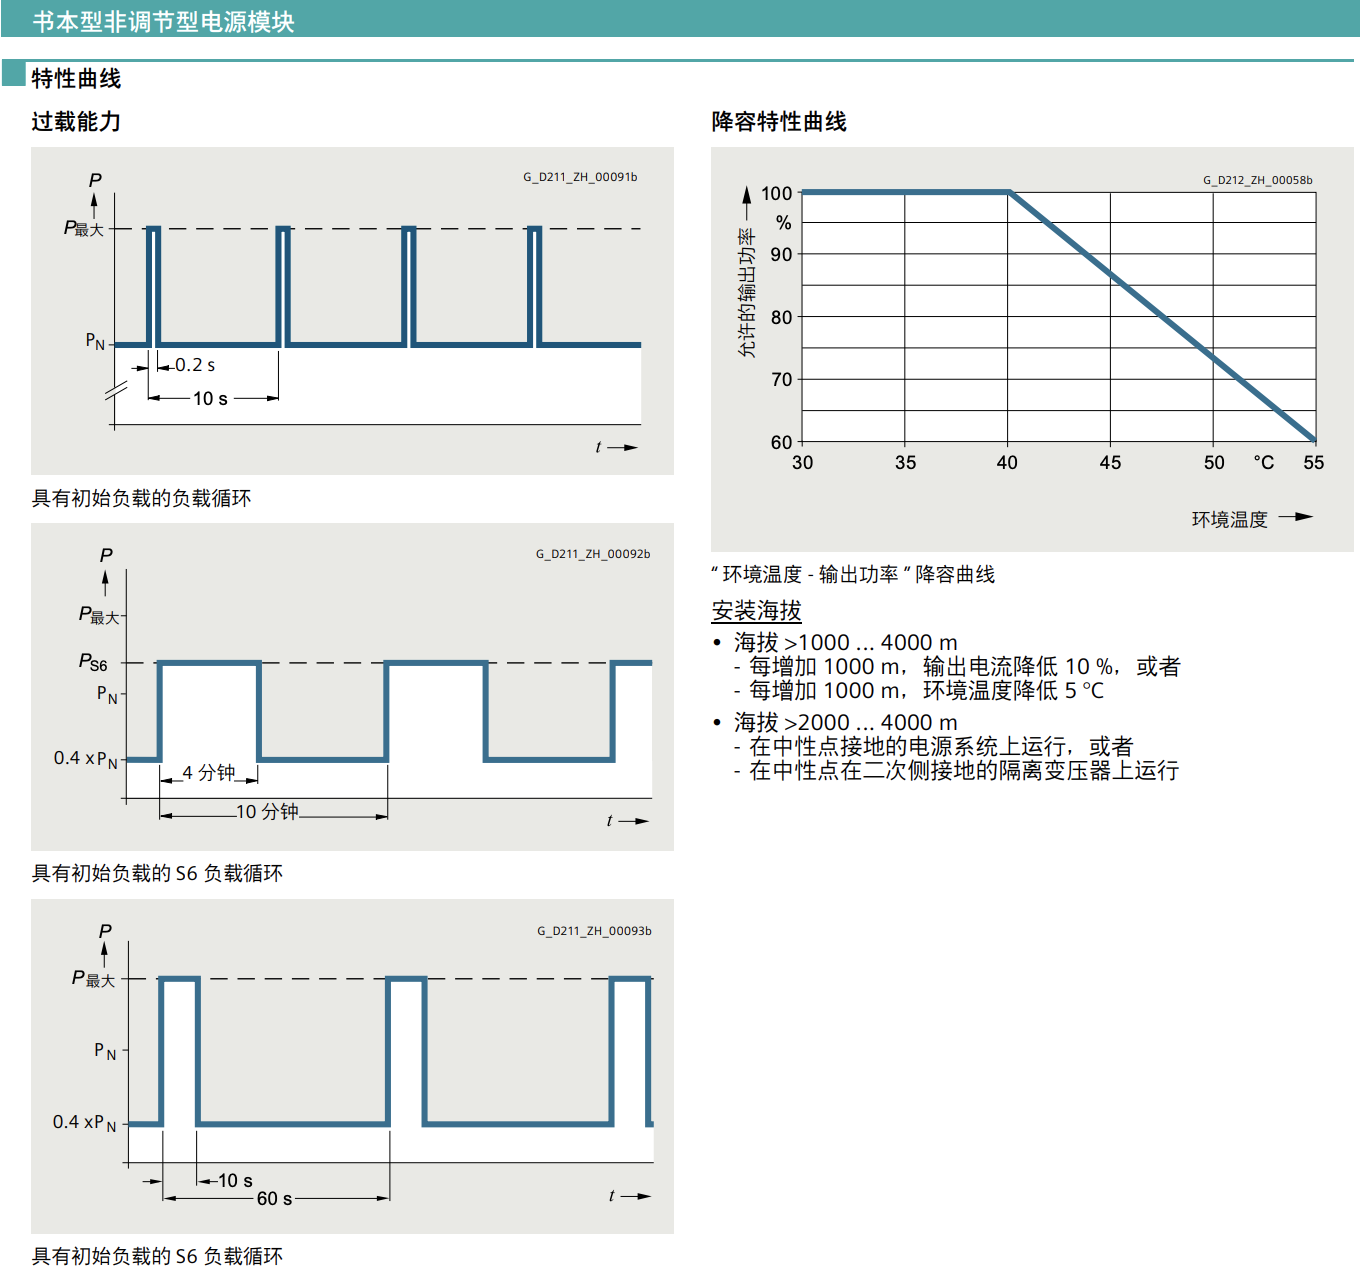 书本型非调节型电源模块
特性曲线
过载能力
G_D211_ZH_00091b
P
P最大
PN
0.2 s
10 s
t
具有初始负载的负载循环
G_D211_ZH_00092b
P
P最大
PS6
PN
0.4 xPN
4 分钟
10 分钟
t
具有初始负载的 S6 负载循环
G_D211_ZH_00093b
P
P最大
PN
0.4 xPN
10 s
60 s
t
具有初始负载的 S6 负载循环
降容特性曲线
G_D212_ZH_00058b
允许的输出功率
100
%
90
80
70
60
30 35 40 45 50 °C 55
环境温度
“ 环境温度 - 输出功率 ” 降容曲线
安装海拔
• 海拔 >1000 ... 4000 m
- 每增加 1000 m，输出电流降低 10 %，或者
- 每增加 1000 m，环境温度降低 5 °C
• 海拔 >2000 ... 4000 m
- 在中性点接地的电源系统上运行，或者
- 在中性点在二次侧接地的隔离变压器上运行